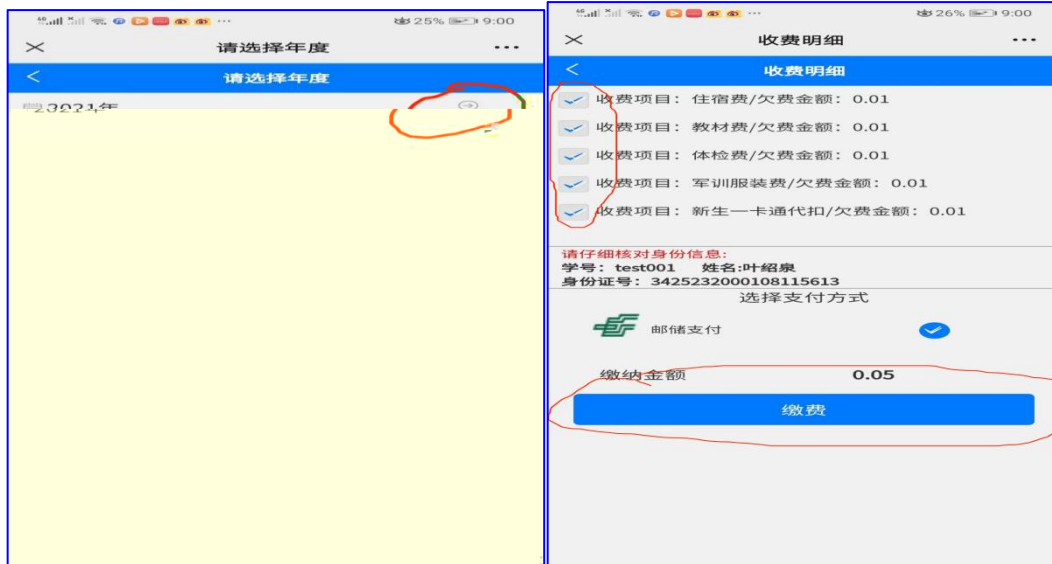 25% 9:00
请选择年度
请选择年度
2021年
26% 9:00
收费明细
收费明细
收费项目：住宿费/欠费金额：0.01
收费项目：教材费/欠费金额：0.01
收费项目：体检费/欠费金额：0.01
收费项目：军训服装费/欠费金额：0.01
收费项目：新生一卡通代扣/欠费金额：0.01
请仔细核对身份信息:
学号：test001 姓名:叶绍泉
身份证号：3425232000108115613
选择支付方式
邮储支付
缴纳金额 0.05
缴费